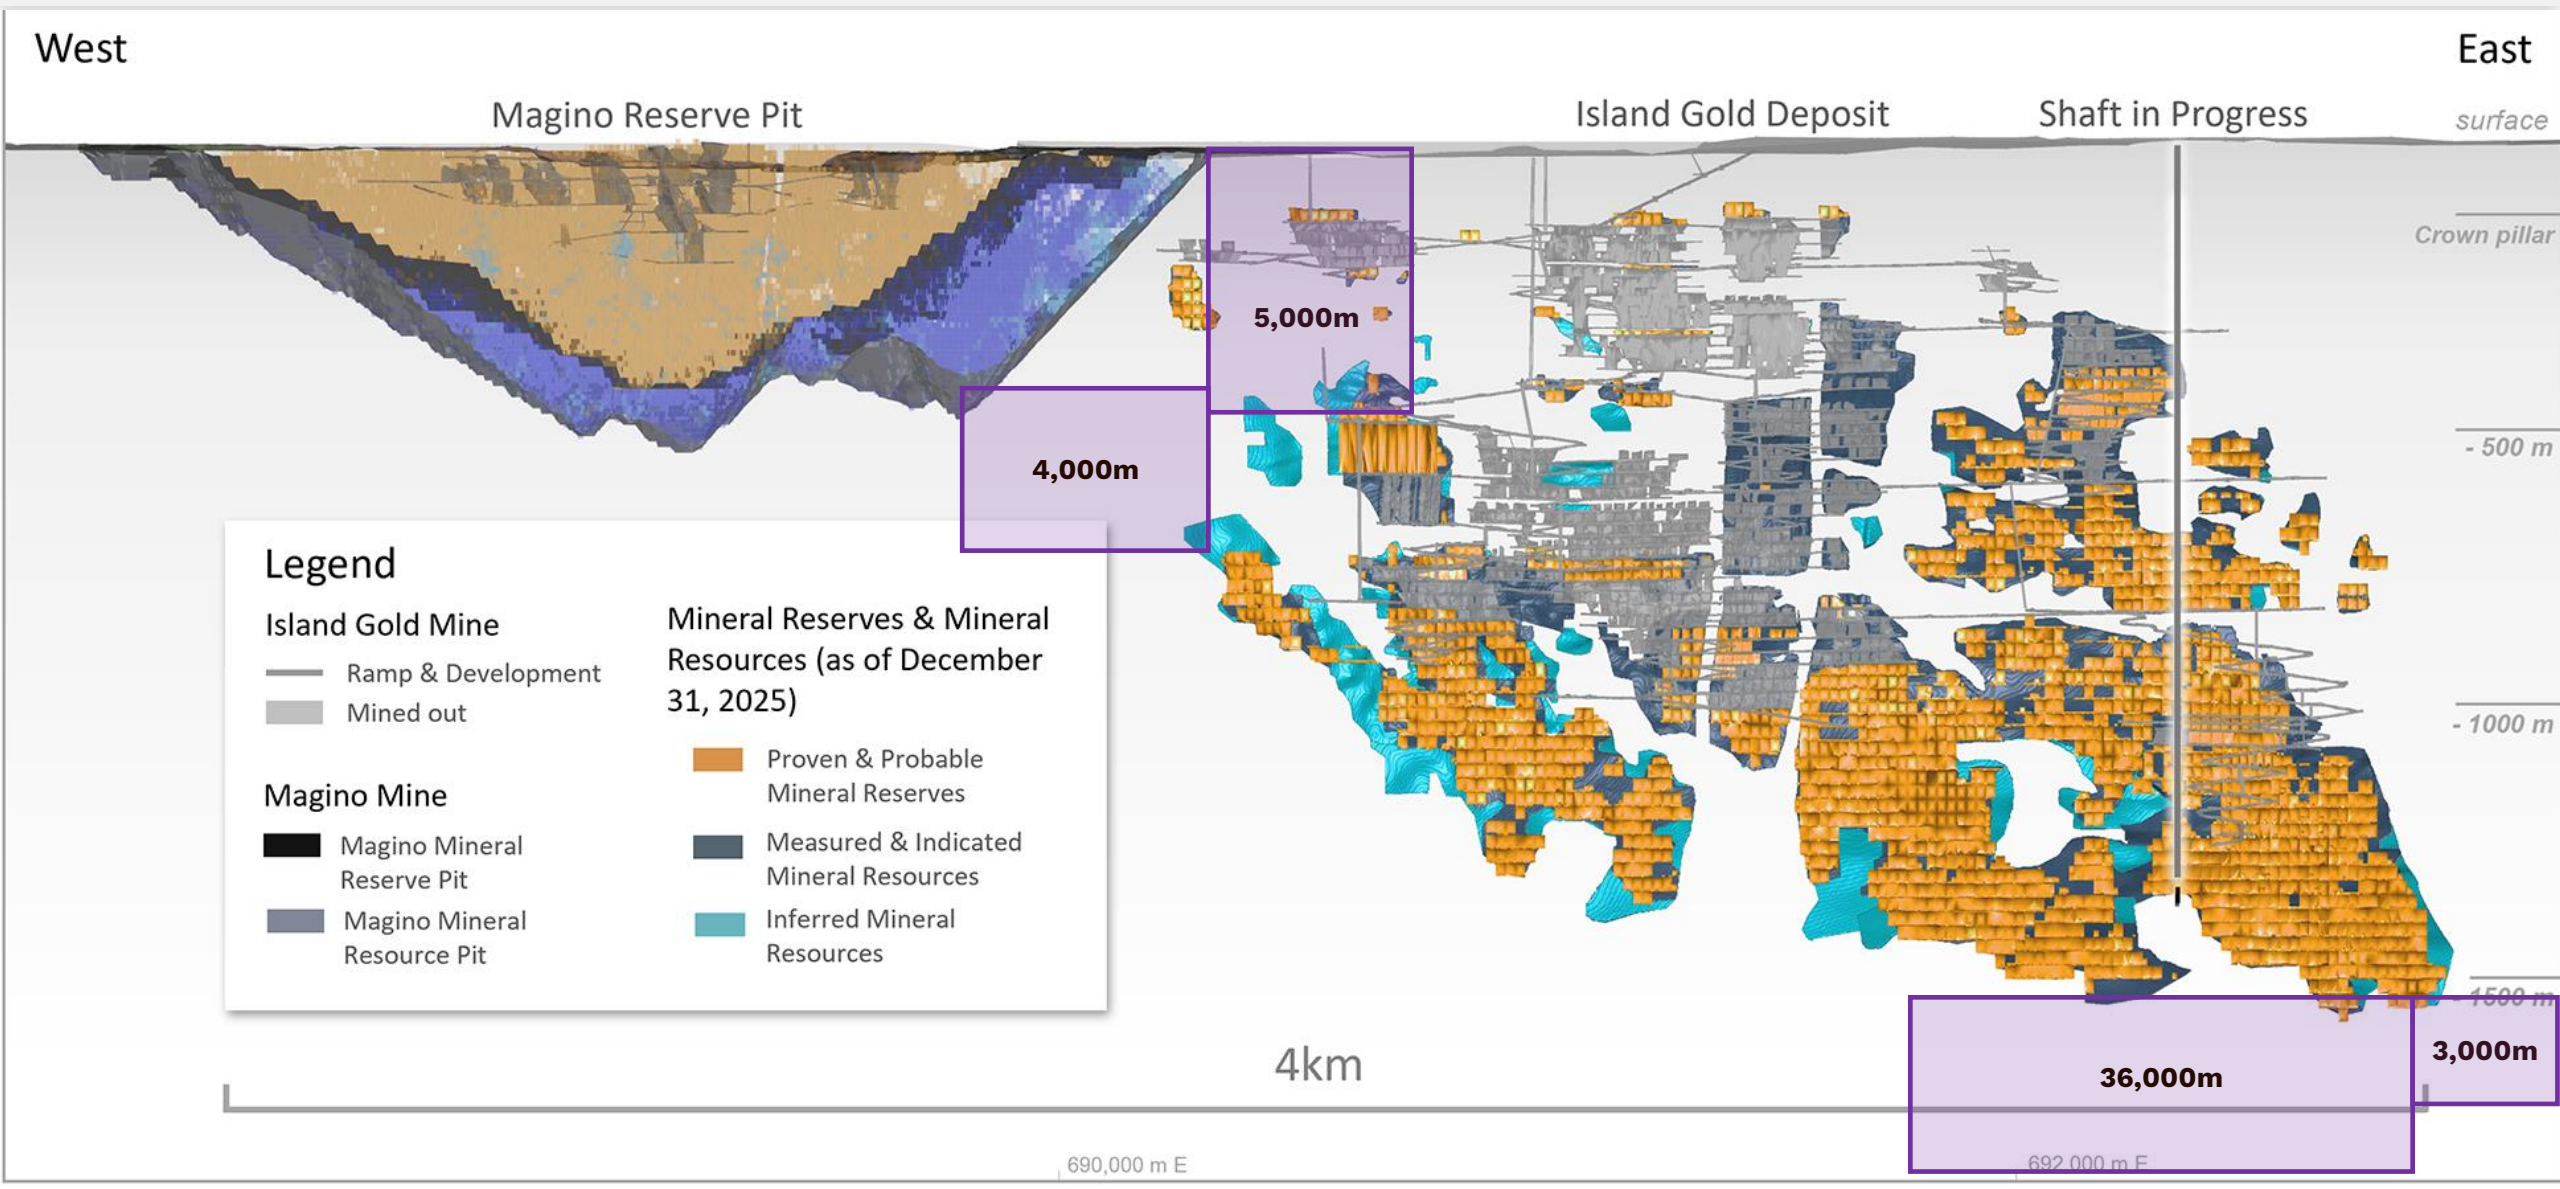 West
East
Magino Reserve Pit
Island Gold Deposit
Shaft in Progress
surface
Crown pillar
5,000m
4,000m
- 500 m
- 1000 m
- 1500 m
Legend
Island Gold Mine
Ramp & Development
Mined out
Magino Mine
Magino Mineral
Reserve Pit
Magino Mineral
Resource Pit
Mineral Reserves & Mineral
Resources (as of December
31, 2025)
Proven & Probable
Mineral Reserves
Measured & Indicated
Mineral Resources
Inferred Mineral
Resources
4km
36,000m
3,000m
690,000 m E
692,000 m E